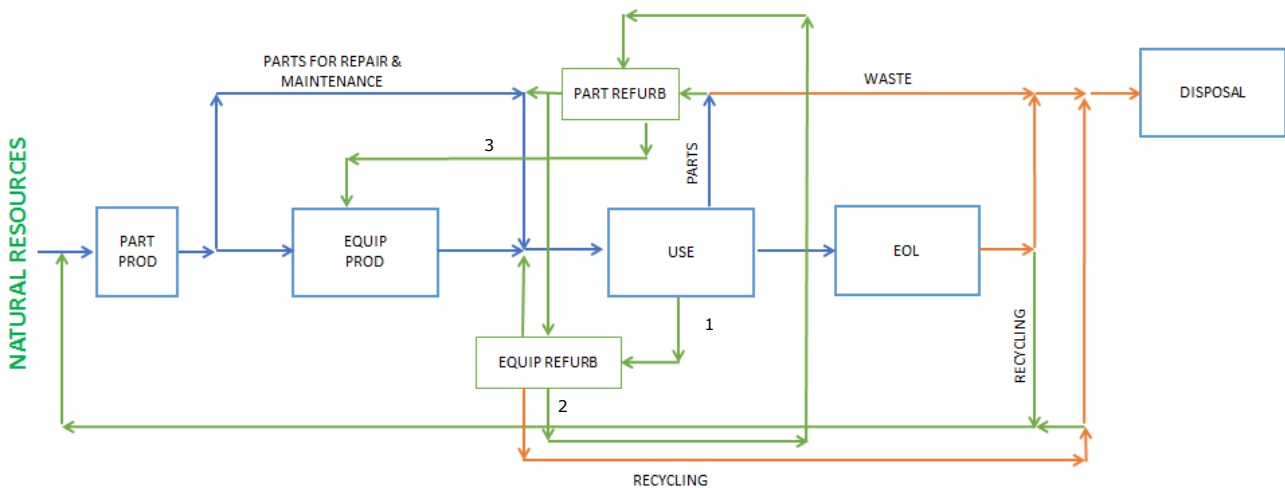 PARTS FOR REPAIR &
MAINTENANCE
PART REFURB
WASTE
DISPOSAL
3
PARTS
NATURAL RESOURCES
PART
PROD
EQUIP
PROD
USE
EOL
1
EQUIP REFURB
RECYCLING
2
RECYCLING